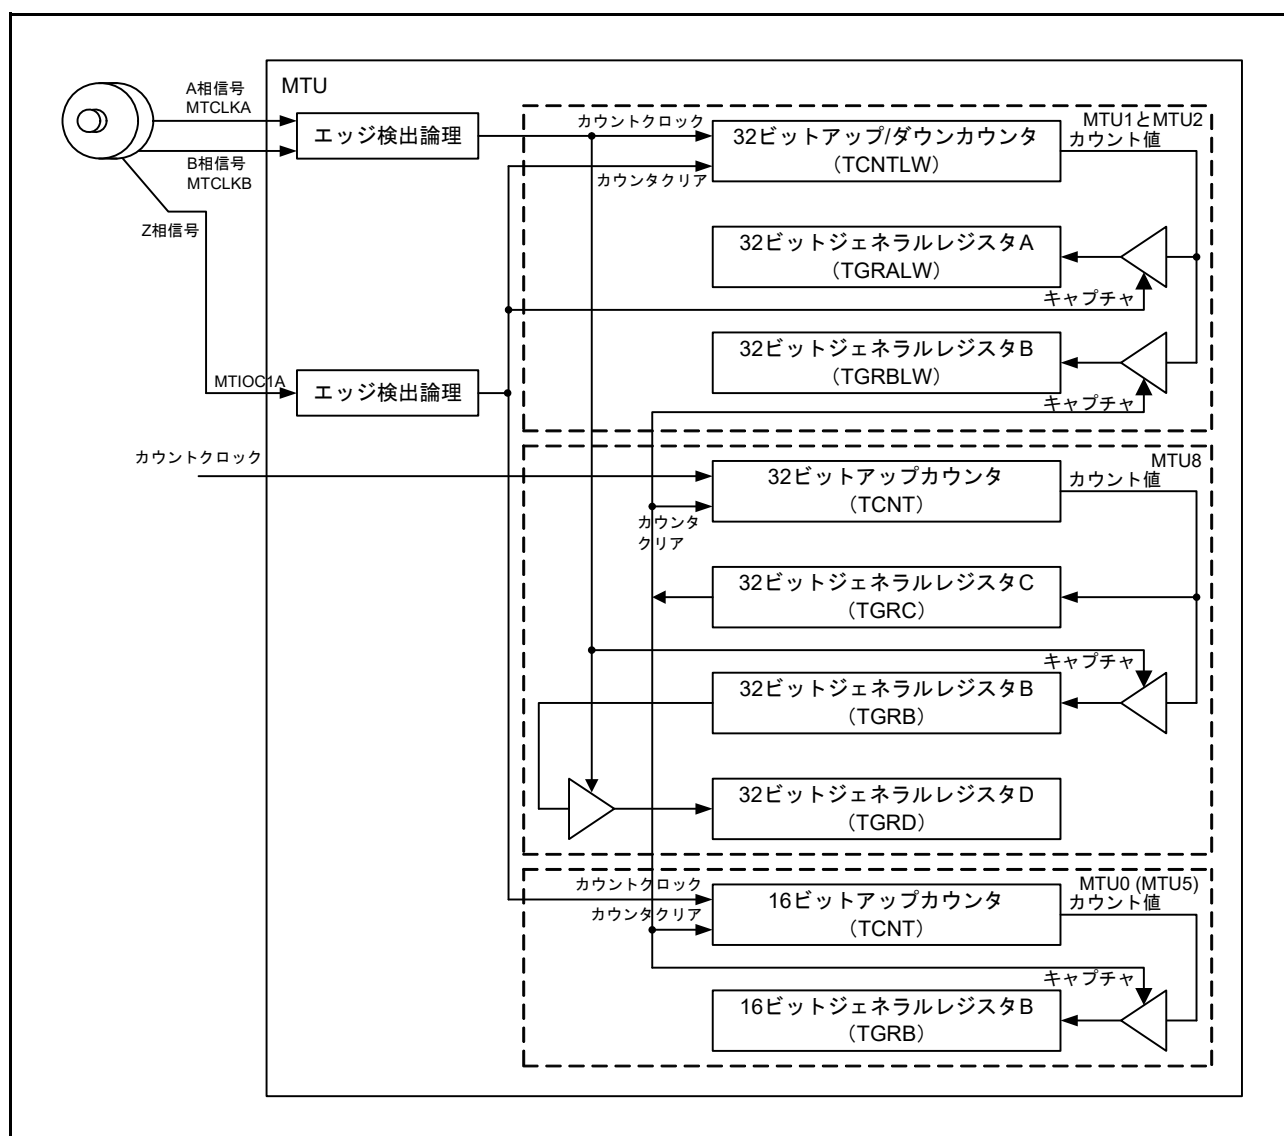 MTU
A相信号
MTCLKA
B相信号
MTCLKB
Z相信号
エッジ検出論理
カウントクロック
カウンタクリア
MTU1とMTU2
32ビットアップ/ダウンカウンタ
（TCNTLW）
カウント値
32ビットジェネラルレジスタA
（TGRALW）
キャプチャ
32ビットジェネラルレジスタB
（TGRBLW）
キャプチャ
MTIOC1A
エッジ検出論理
カウントクロック
MTU8
32ビットアップカウンタ
（TCNT）
カウント値
カウンタ
クリア
32ビットジェネラルレジスタC
（TGRC）
キャプチャ
32ビットジェネラルレジスタB
（TGRB）
32ビットジェネラルレジスタD
（TGRD）
MTU0 (MTU5)
カウントクロック
カウンタクリア
16ビットアップカウンタ
（TCNT）
カウント値
キャプチャ
16ビットジェネラルレジスタB
（TGRB）